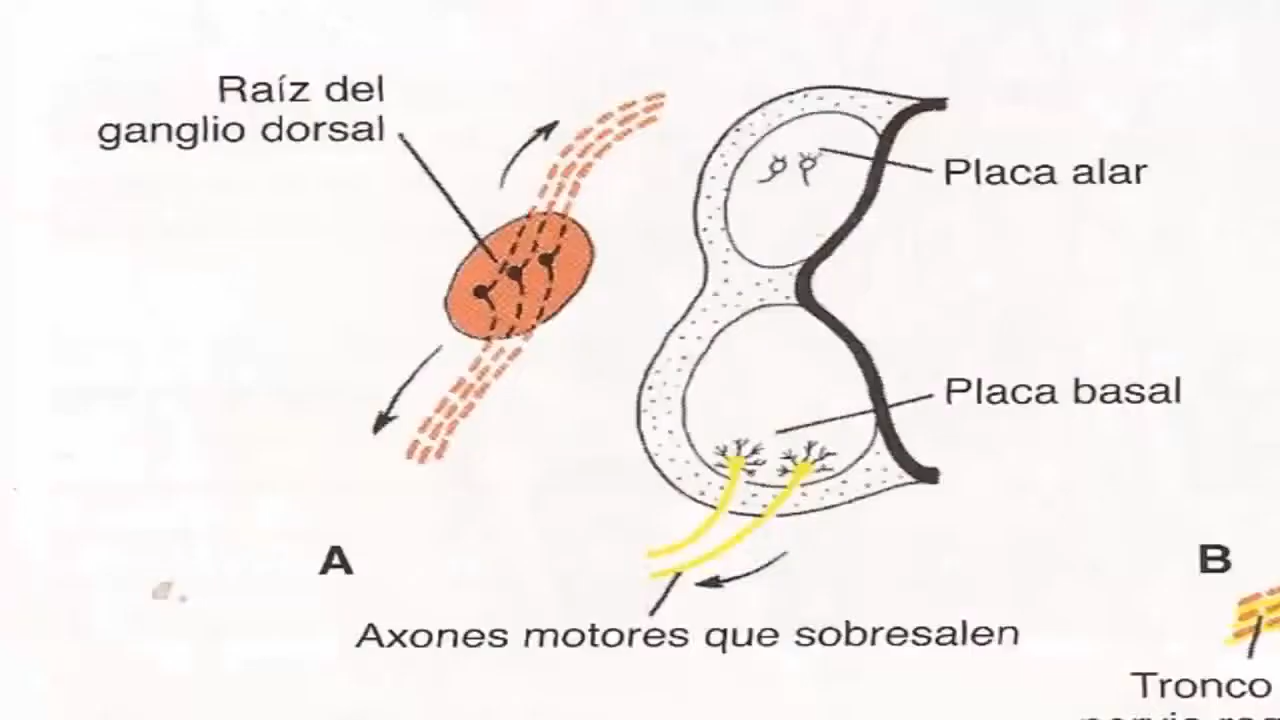 Raíz del
ganglio dorsal
Placa alar
Placa basal
A
B
Axones motores que sobresalen
Tronco